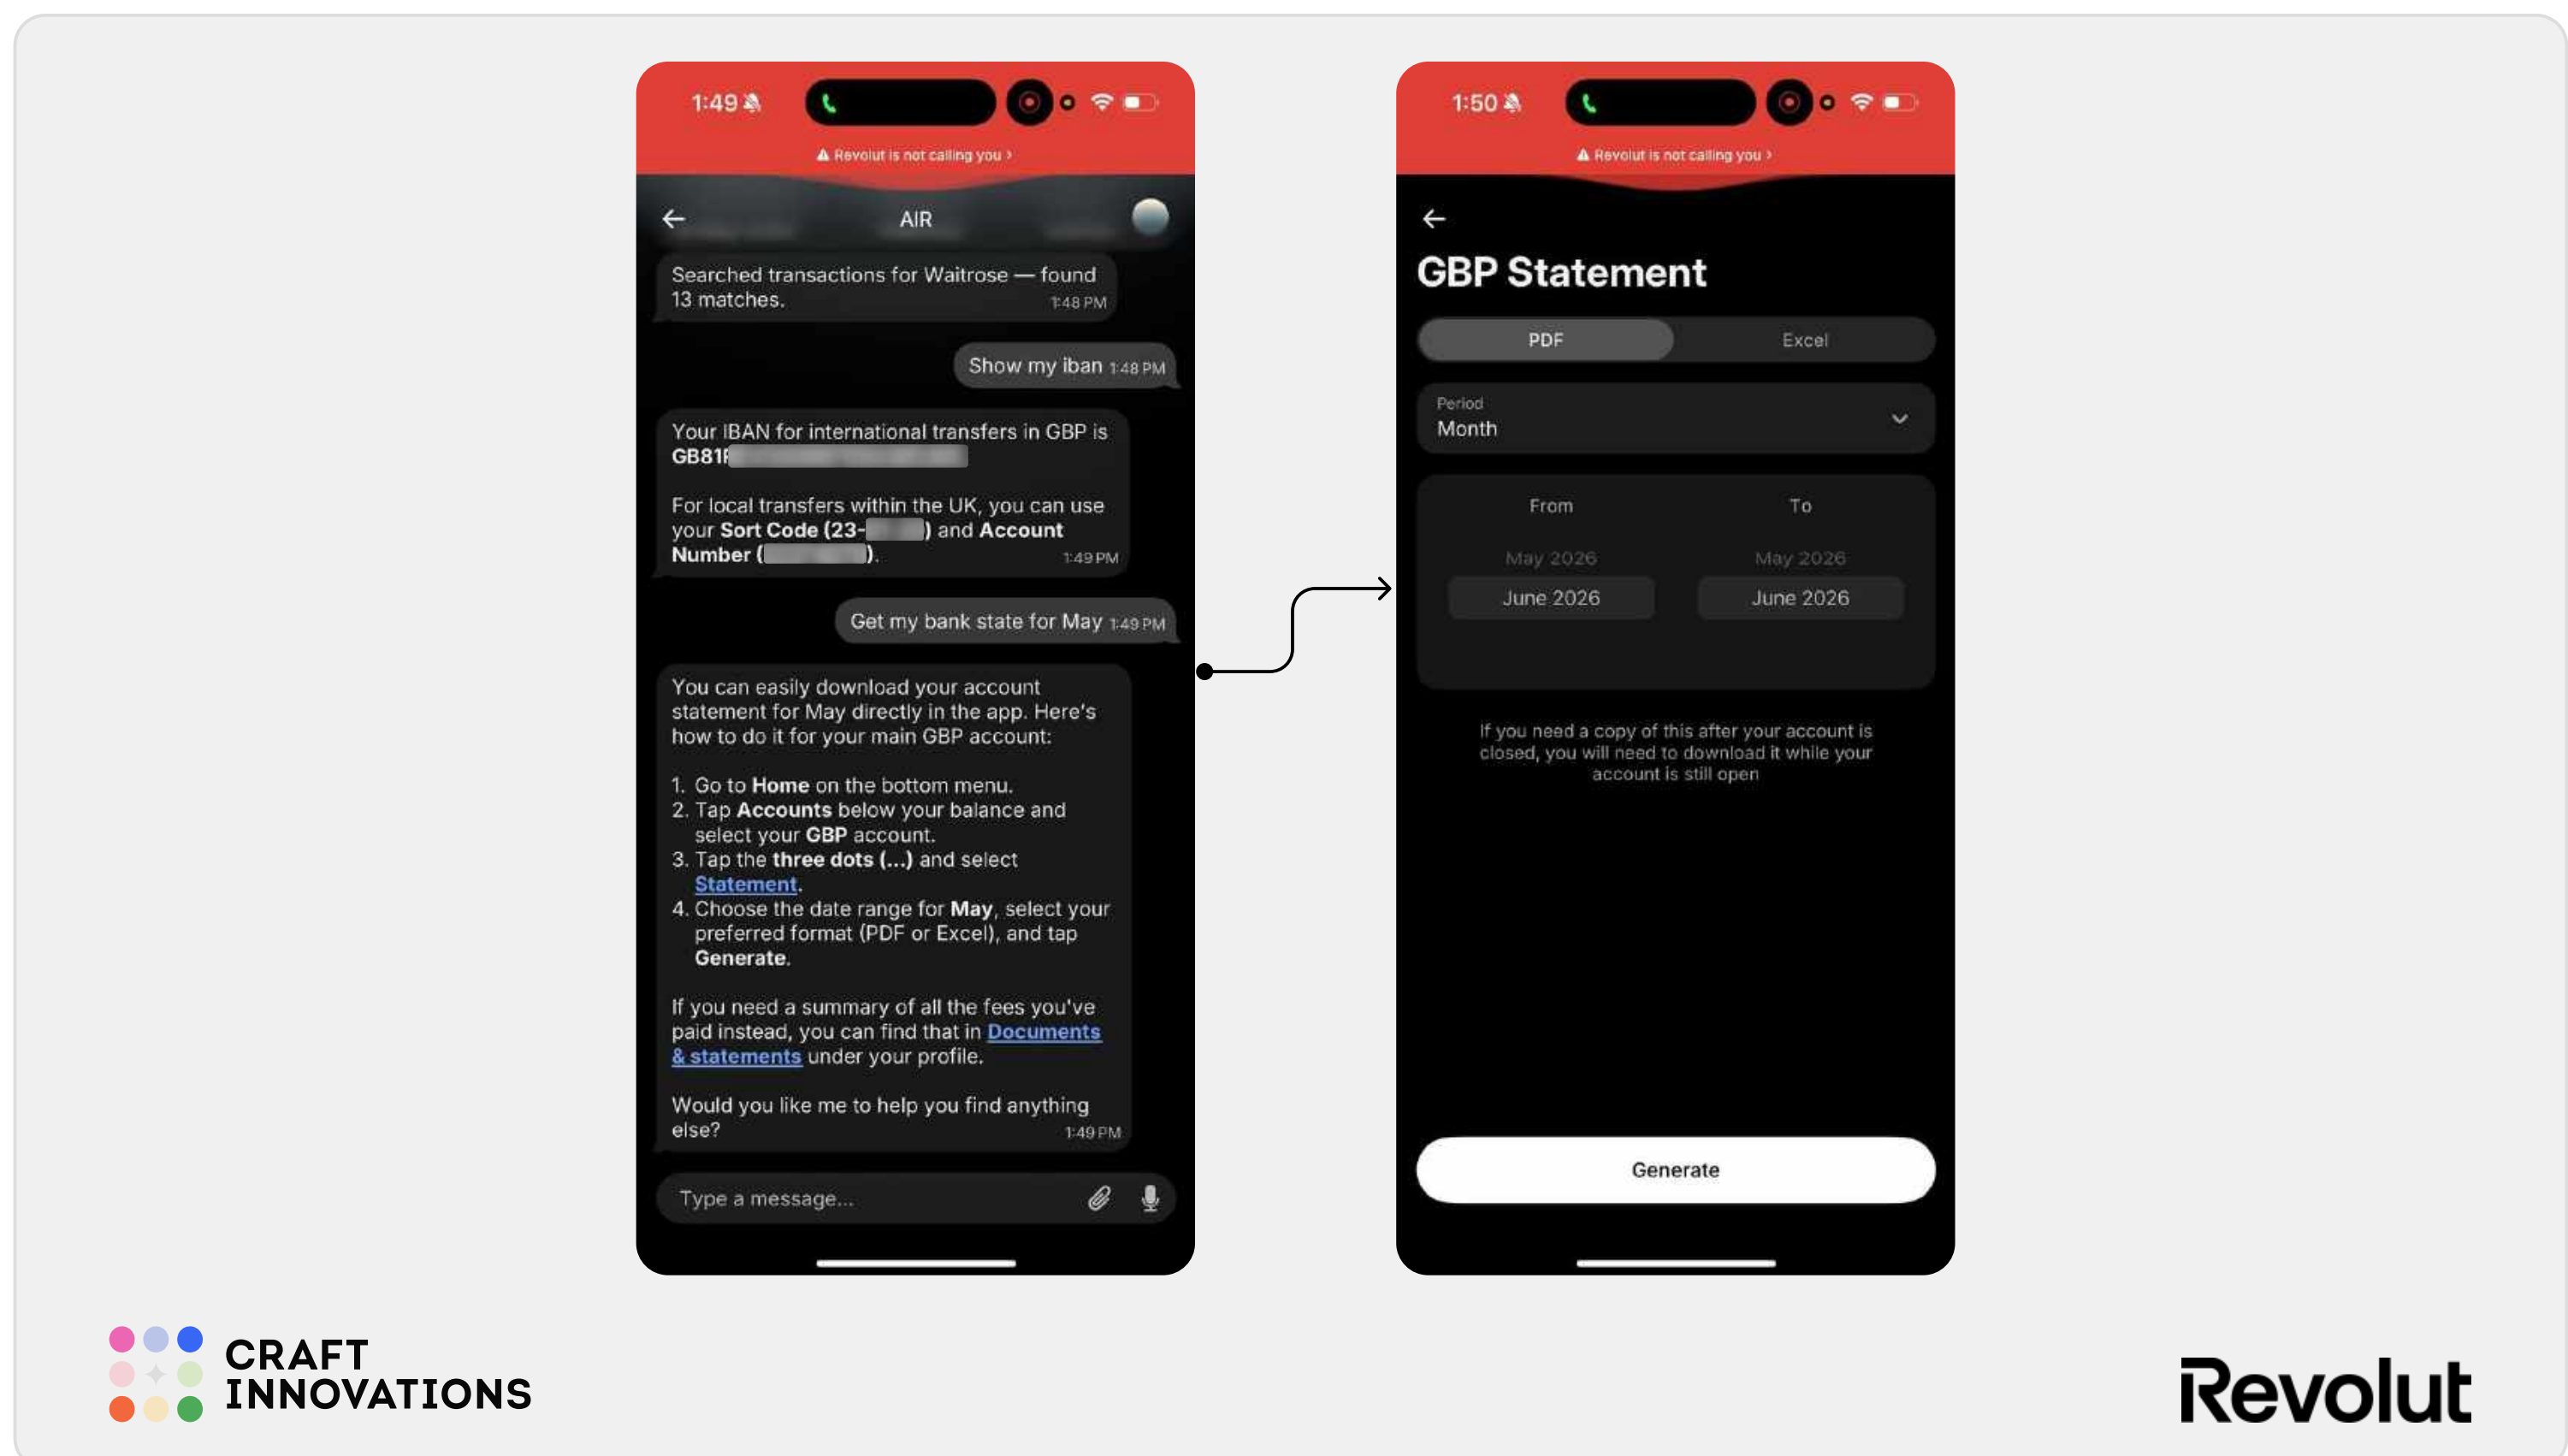 1:49
Revolut is not calling you
AIR
Searched transactions for Waitrose — found
13 matches.
1:48 PM
Show my iban 1:48 PM
Your IBAN for international transfers in GBP is
GB81
For local transfers within the UK, you can use
your Sort Code (23-      ) and Account
Number (      ).
1:49 PM
Get my bank state for May 1:49 PM
You can easily download your account
statement for May directly in the app. Here's
how to do it for your main GBP account:
1. Go to Home on the bottom menu.
2. Tap Accounts below your balance and
select your GBP account.
3. Tap the three dots (...) and select
Statement.
4. Choose the date range for May, select your
preferred format (PDF or Excel), and tap
Generate.
If you need a summary of all the fees you've
paid instead, you can find that in Documents
& statements under your profile.
Would you like me to help you find anything
else?
1:49 PM
Type a message...
1:50
Revolut is not calling you
GBP Statement
PDF Excel
Period
Month
From To
May 2026 May 2026
June 2026 June 2026
If you need a copy of this after your account is
closed, you will need to download it while your
account is still open
Generate
CRAFT
INNOVATIONS
Revolut